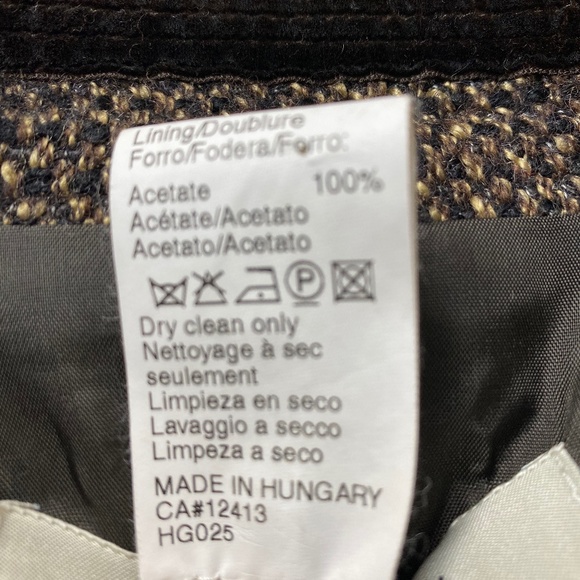 Lining/Doublure
Forro/Fodera/Forro:
Acetate 100%
Acétate/Acetato
Acetato/Acetato
P
Dry clean only
Nettoyage à sec
seulement
Limpieza en seco
Lavaggio a secco
Limpeza a seco
MADE IN HUNGARY
CA#12413
HG025